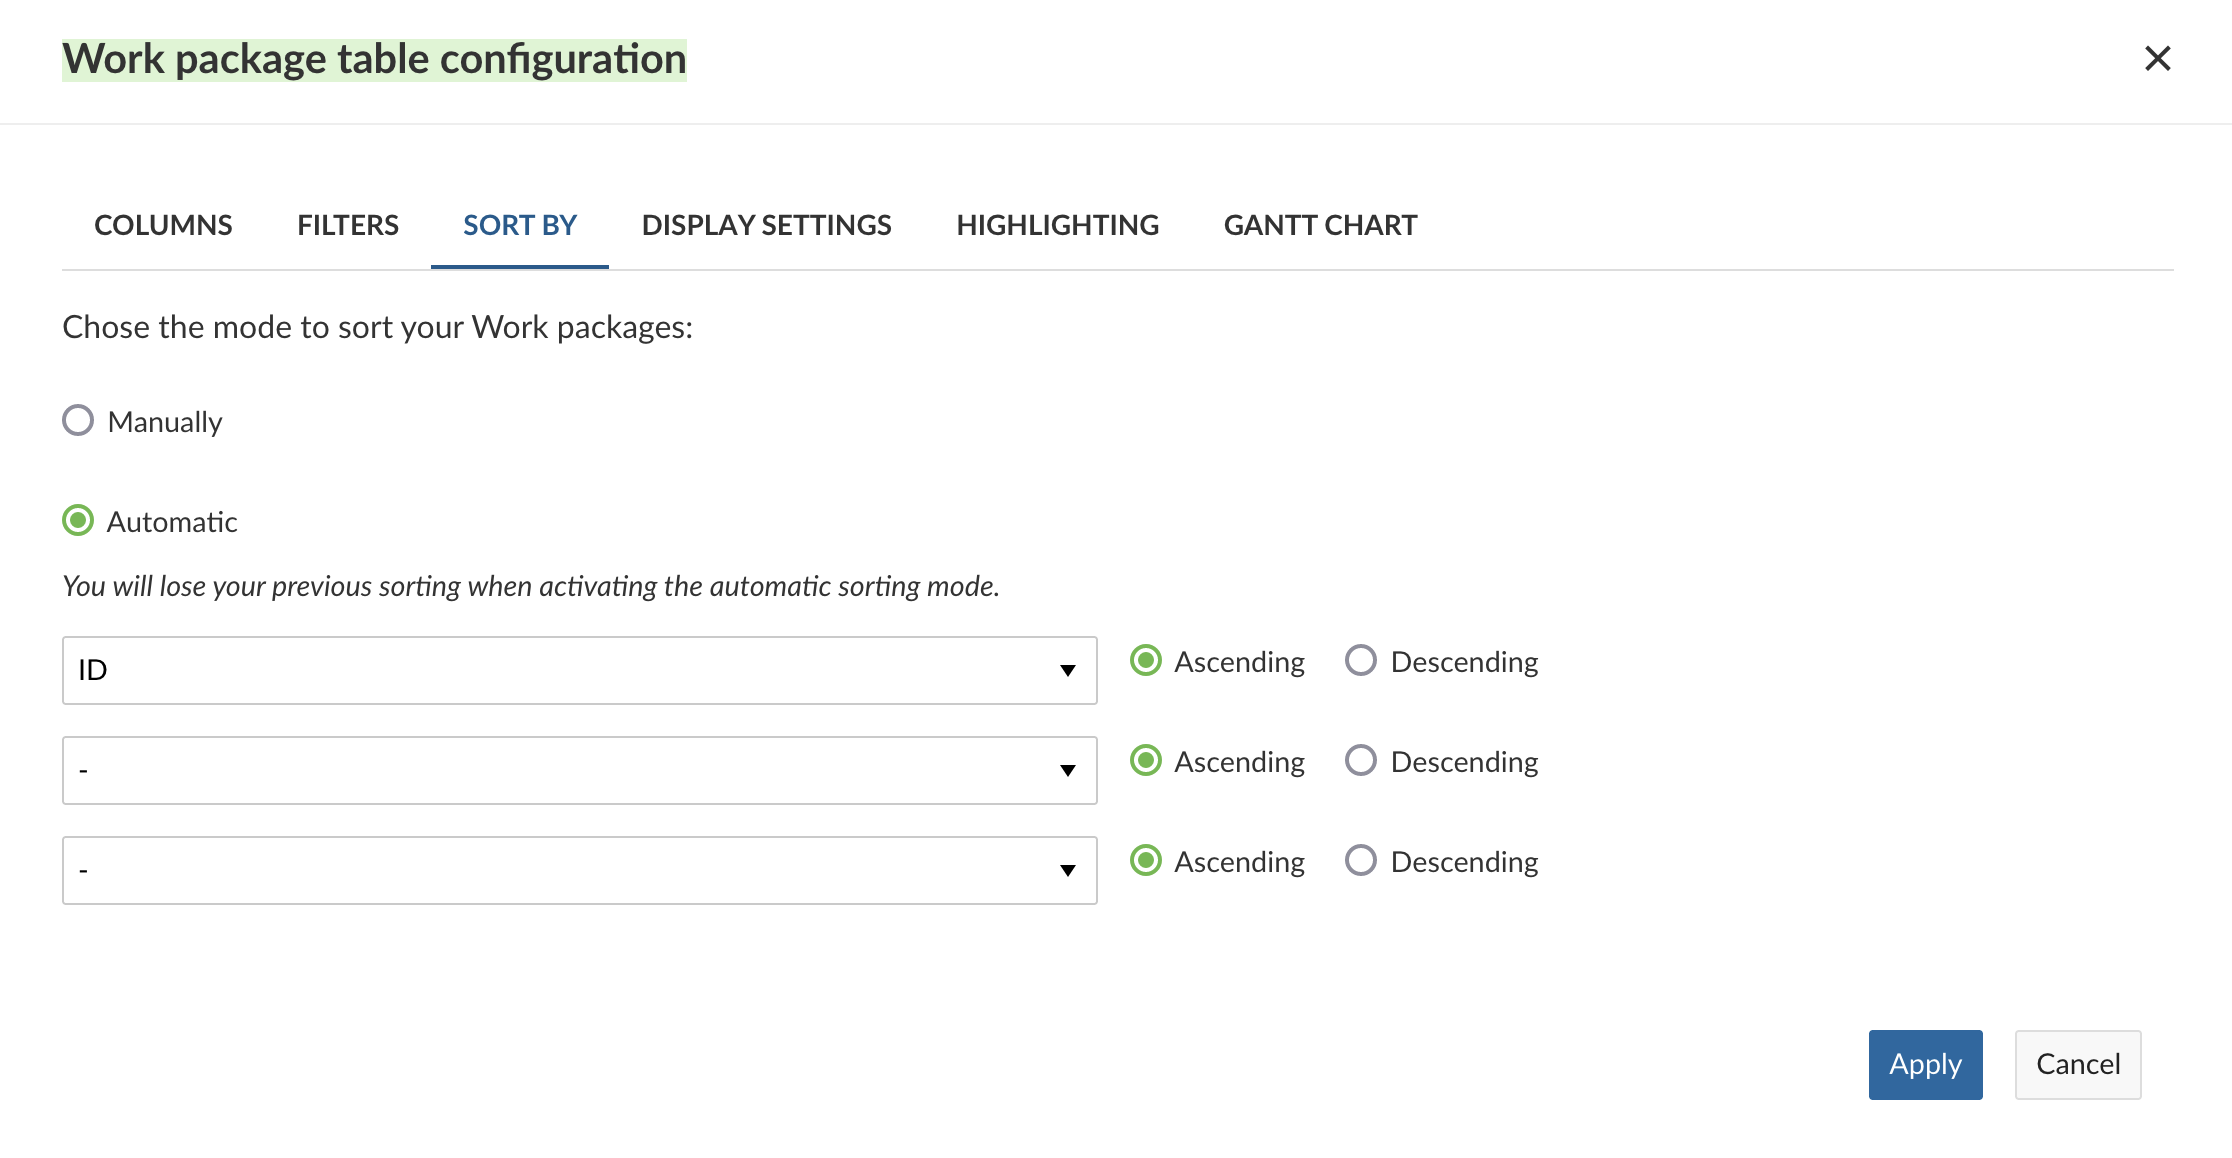 Work package table configuration
COLUMNS FILTERS SORT BY DISPLAY SETTINGS HIGHLIGHTING GANTT CHART
Chose the mode to sort your Work packages:
Manually
Automatic
You will lose your previous sorting when activating the automatic sorting mode.
ID Ascending Descending
- Ascending Descending
- Ascending Descending
Apply Cancel